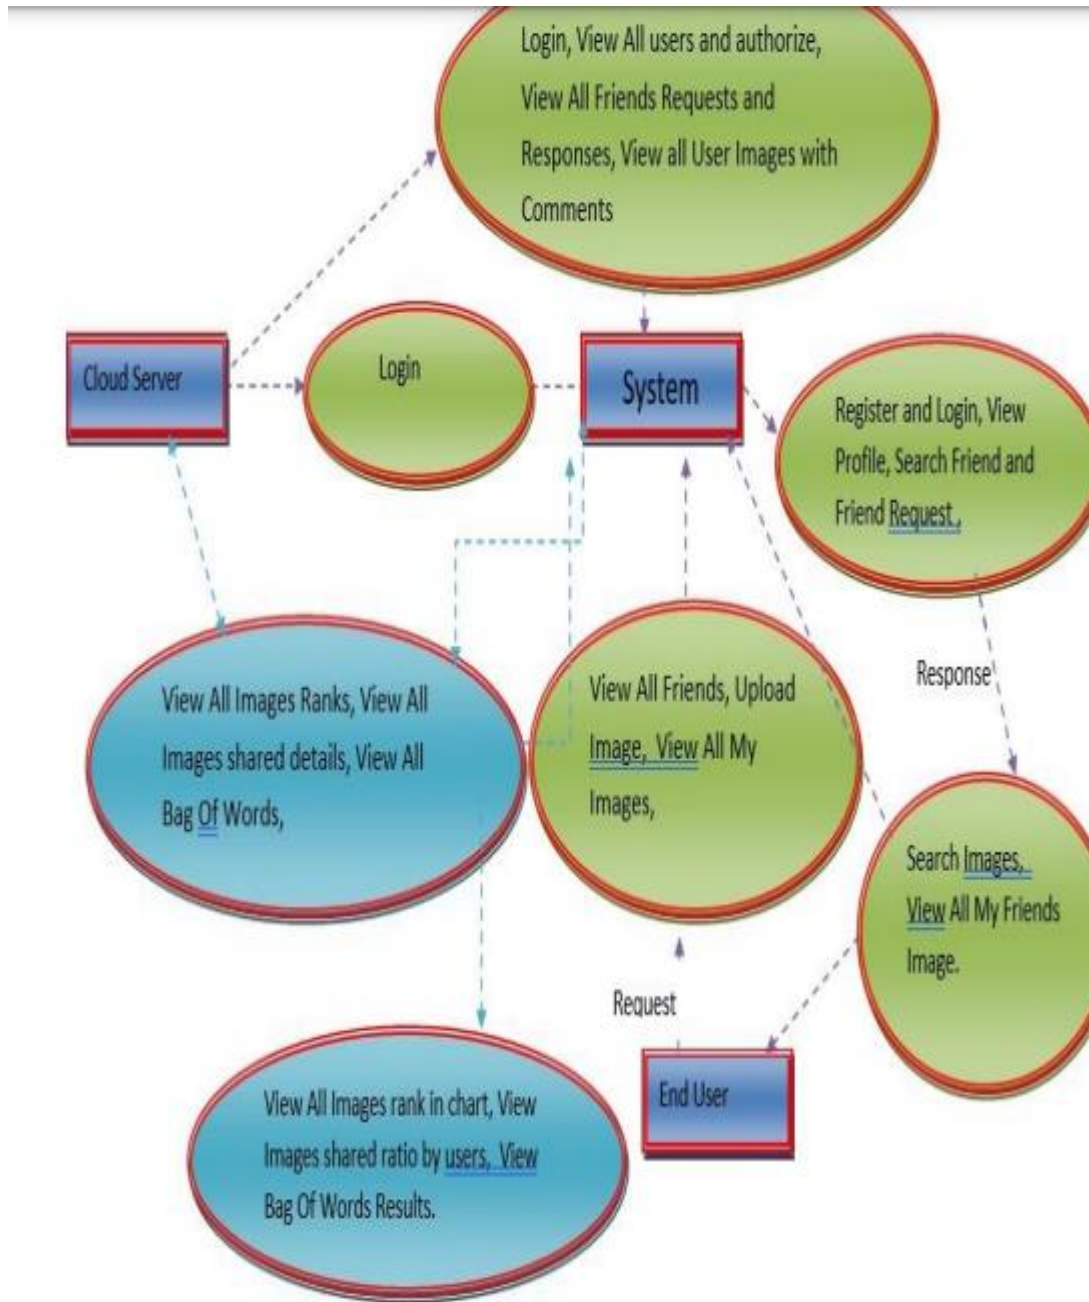 Login, View All users and authorize,
View All Friends Requests and
Responses, View all User Images with
Comments
Cloud Server
Login
System
Register and Login, View
Profile, Search Friend and
Friend Request ,
Response
View All Images Ranks, View All
Images shared details, View All
Bag Of Words,
View All Friends, Upload
Image, View All My
Images,
Search Images,
View All My Friends
Image.
Request
End User
View All Images rank in chart, View
Images shared ratio by users, View
Bag Of Words Results.